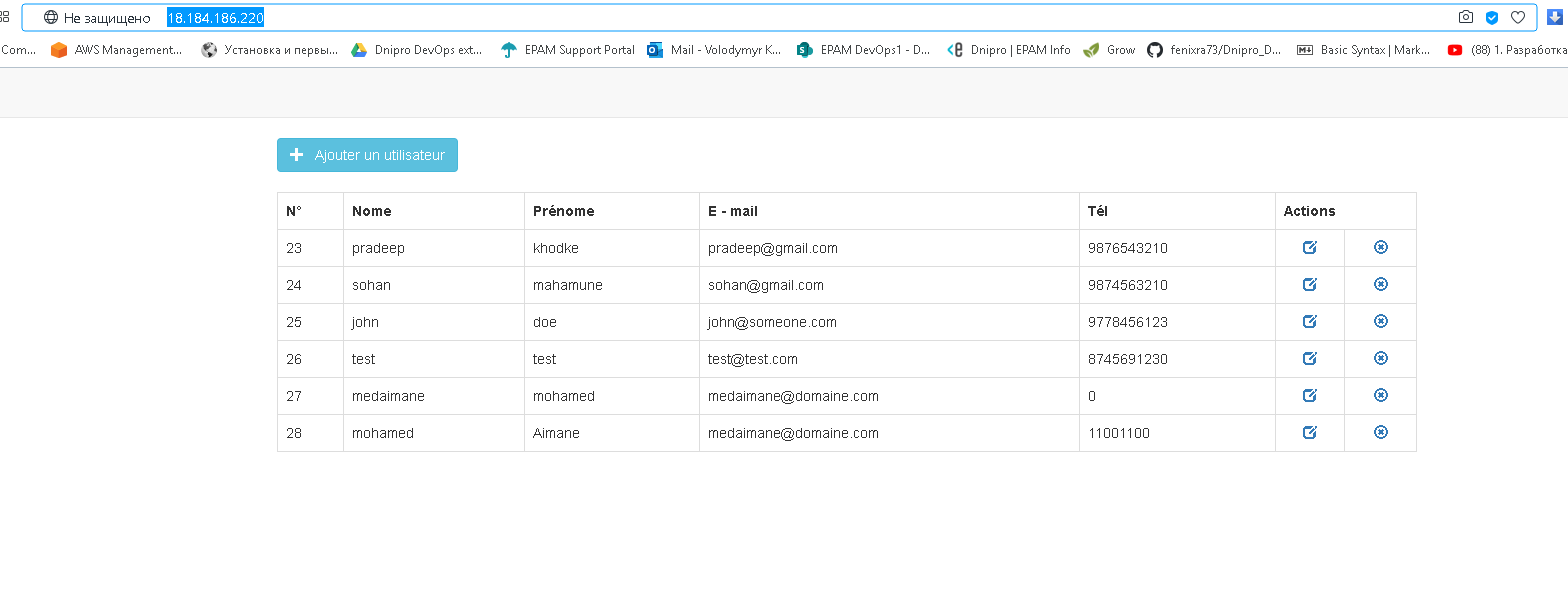 Не защищено 18.184.186.220
Com... AWS Management... Установка и первы... Dnipro DevOps ext... EPAM Support Portal Mail - Volodymyr K... EPAM DevOps1 - D... Dnipro | EPAM Info Grow fenixra73/Dnipro_D... Basic Syntax | Mark... (88) 1. Разработка
Ajouter un utilisateur
N° Nome Prénome E - mail Tél Actions
23 pradeep khodke pradeep@gmail.com 9876543210
24 sohan mahamune sohan@gmail.com 9874563210
25 john doe john@someone.com 9778456123
26 test test test@test.com 8745691230
27 medaimane mohamed medaimane@domaine.com 0
28 mohamed Aimane medaimane@domaine.com 11001100